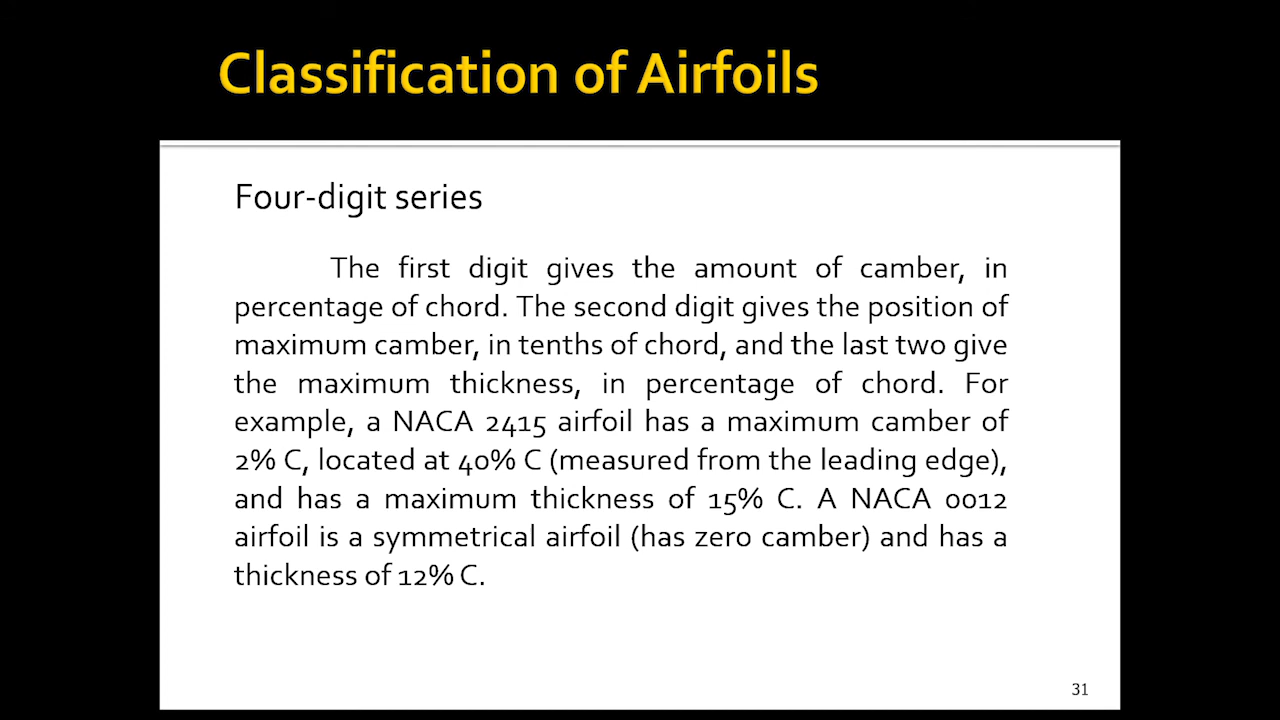 Classification of Airfoils
Four-digit series
The first digit gives the amount of camber, in
percentage of chord. The second digit gives the position of
maximum camber, in tenths of chord, and the last two give
the maximum thickness, in percentage of chord. For
example, a NACA 2415 airfoil has a maximum camber of
2% C, located at 40% C (measured from the leading edge),
and has a maximum thickness of 15% C. A NACA 0012
airfoil is a symmetrical airfoil (has zero camber) and has a
thickness of 12% C.
31